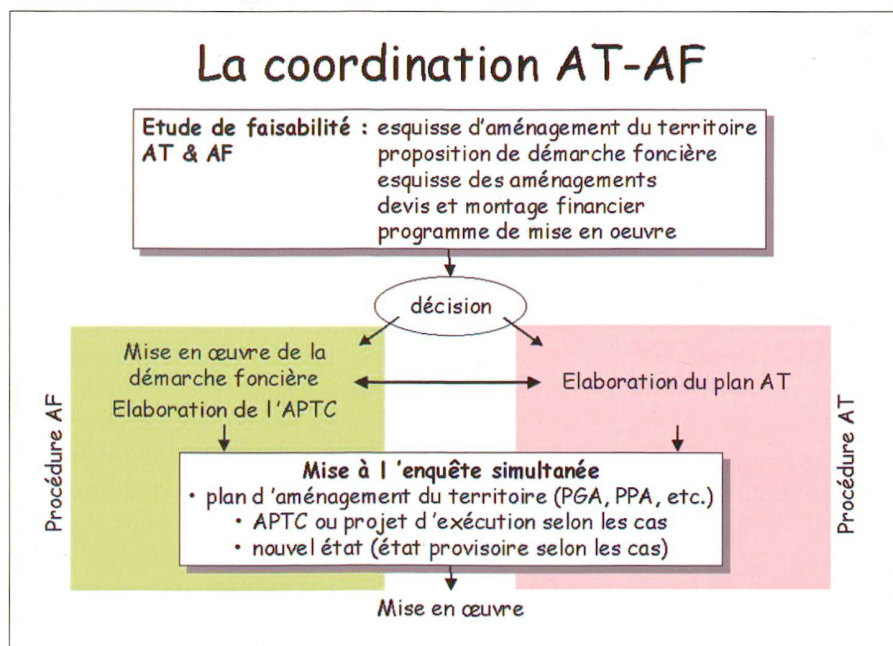 La coordination AT-AF
Etude de faisabilité : esquisse d'aménagement du territoire
AT & AF proposition de démarche foncière
esquisse des aménagements
devis et montage financier
programme de mise en oeuvre
décision
Mise en œuvre de la
démarche foncière
Elaboration de l'APTC
Elaboration du plan AT
Procédure AF
Procédure AT
Mise à l'enquête simultanée
• plan d'aménagement du territoire (PGA, PPA, etc.)
• APTC ou projet d'exécution selon les cas
• nouvel état (état provisoire selon les cas)
Mise en œuvre